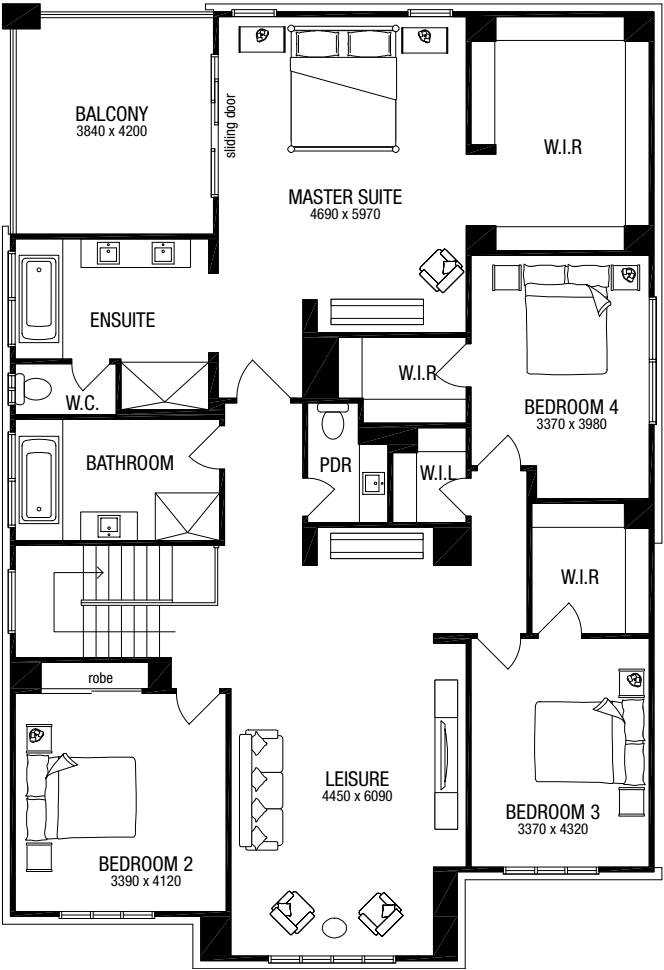 BALCONY
3840 x 4200
sliding door
MASTER SUITE
4690 x 5970
W.I.R
ENSUITE
W.C.
W.I.R
BEDROOM 4
3370 x 3980
BATHROOM
PDR
W.I.L
W.I.R
robe
LEISURE
4450 x 6090
BEDROOM 3
3370 x 4320
BEDROOM 2
3390 x 4120